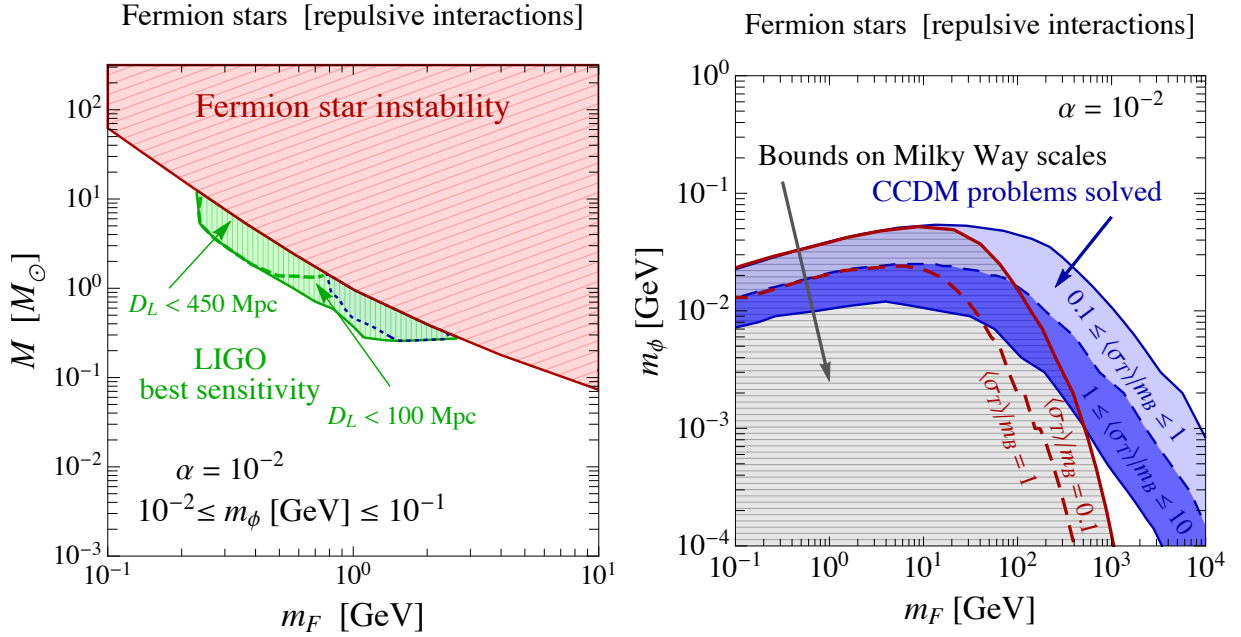 Fermion stars [repulsive interactions]
10^2
10^1
10^0
10^-1
10^-2
10^-3
M [M_⊙]
Fermion star instability
D_L < 450 Mpc
LIGO
best sensitivity
D_L < 100 Mpc
α = 10^-2
10^-2 ≤ m_ϕ [GeV] ≤ 10^-1
10^-1
10^0
10^1
m_F [GeV]
Fermion stars [repulsive interactions]
10^0
10^-1
10^-2
10^-3
10^-4
m_ϕ [GeV]
α = 10^-2
Bounds on Milky Way scales
CCDM problems solved
0.1 ≤ ⟨σ_T⟩/m_B ≤ 1
1 ≤ ⟨σ_T⟩/m_B ≤ 10
⟨σ_T⟩/m_B = 0.1
⟨σ_T⟩/m_B = 1
10^-1
10^0
10^1
10^2
10^3
10^4
m_F [GeV]